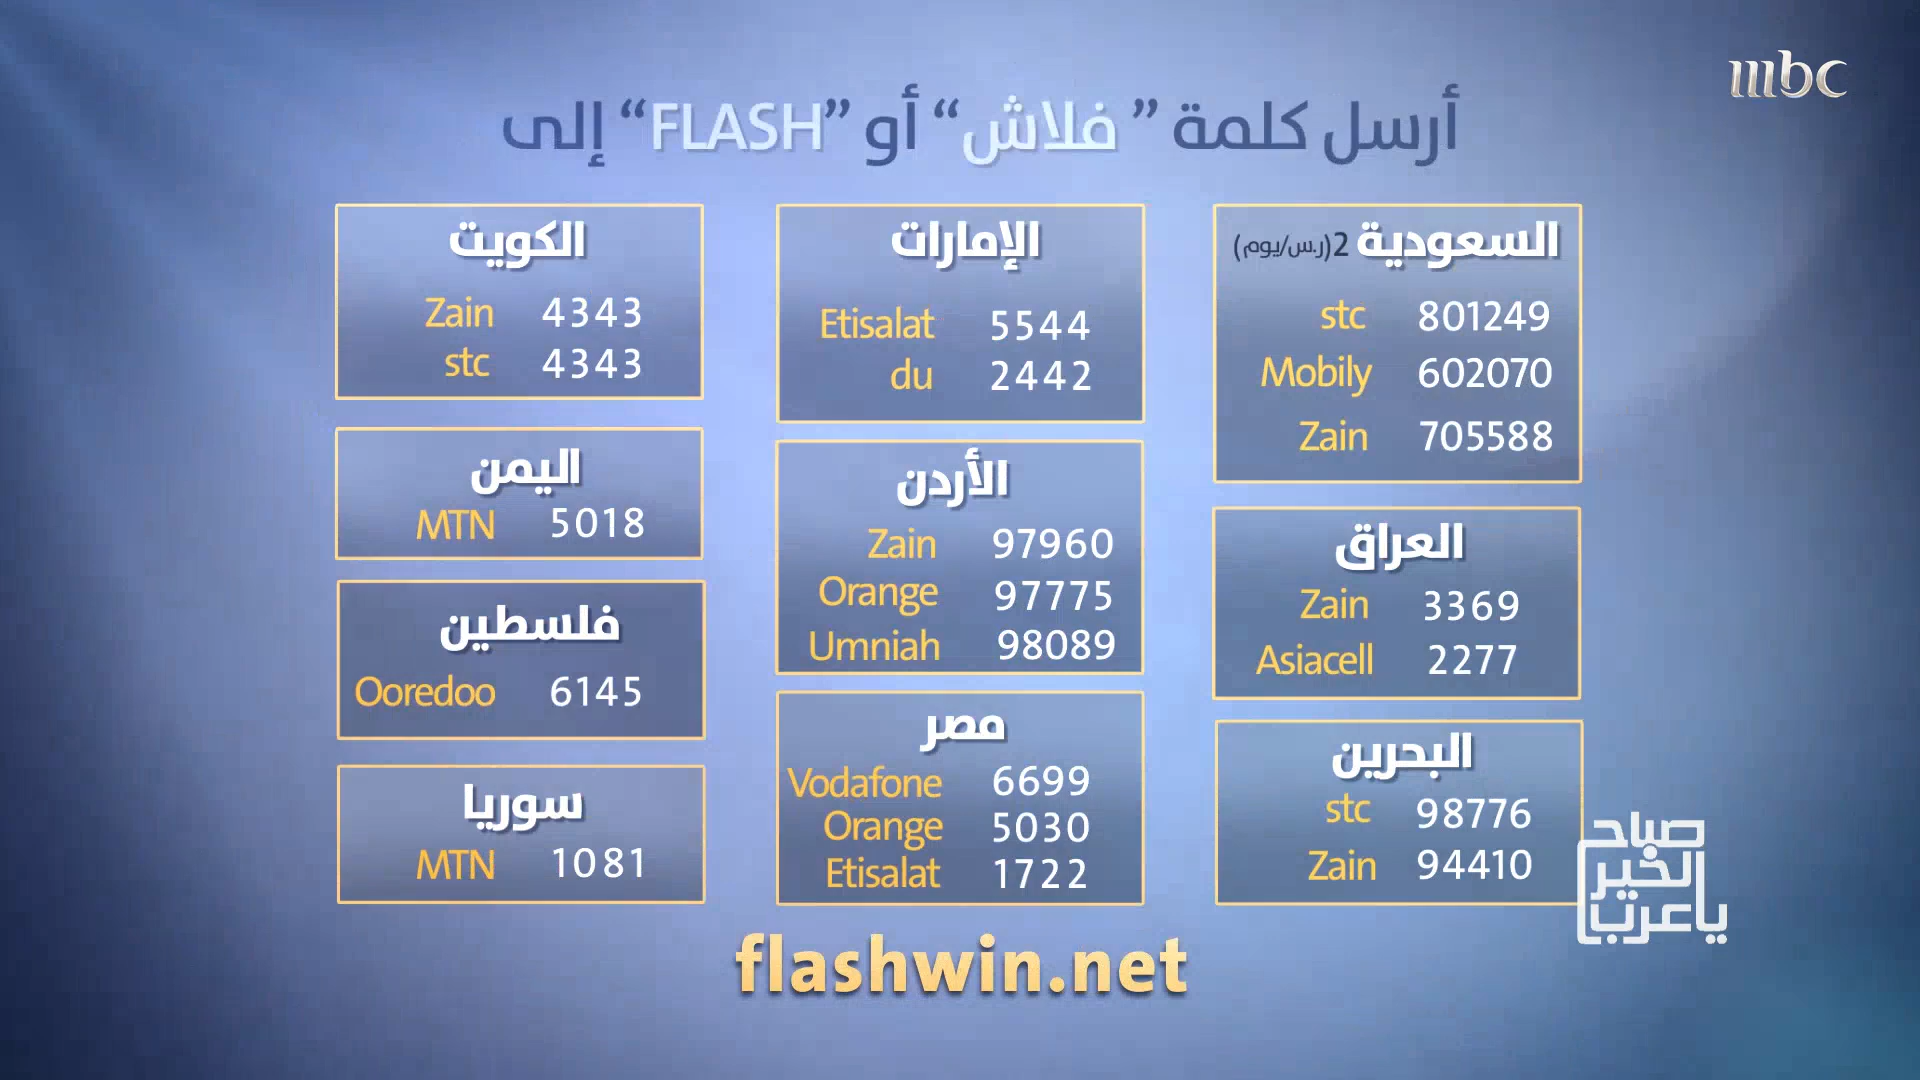 mbc
أرسل كلمة ” فلاش“ أو ”FLASH“ إلى
السعودية 2(ر.س/يوم)
stc 801249
Mobily 602070
Zain 705588
الإمارات
Etisalat 5544
du 2442
الكويت
Zain 4343
stc 4343
العراق
Zain 3369
Asiacell 2277
الأردن
Zain 97960
Orange 97775
Umniah 98089
اليمن
MTN 5018
فلسطين
Ooredoo 6145
البحرين
stc 98776
Zain 94410
مصر
Vodafone 6699
Orange 5030
Etisalat 1722
سوريا
MTN 1081
صباح
الخير
يا عرب
flashwin.net